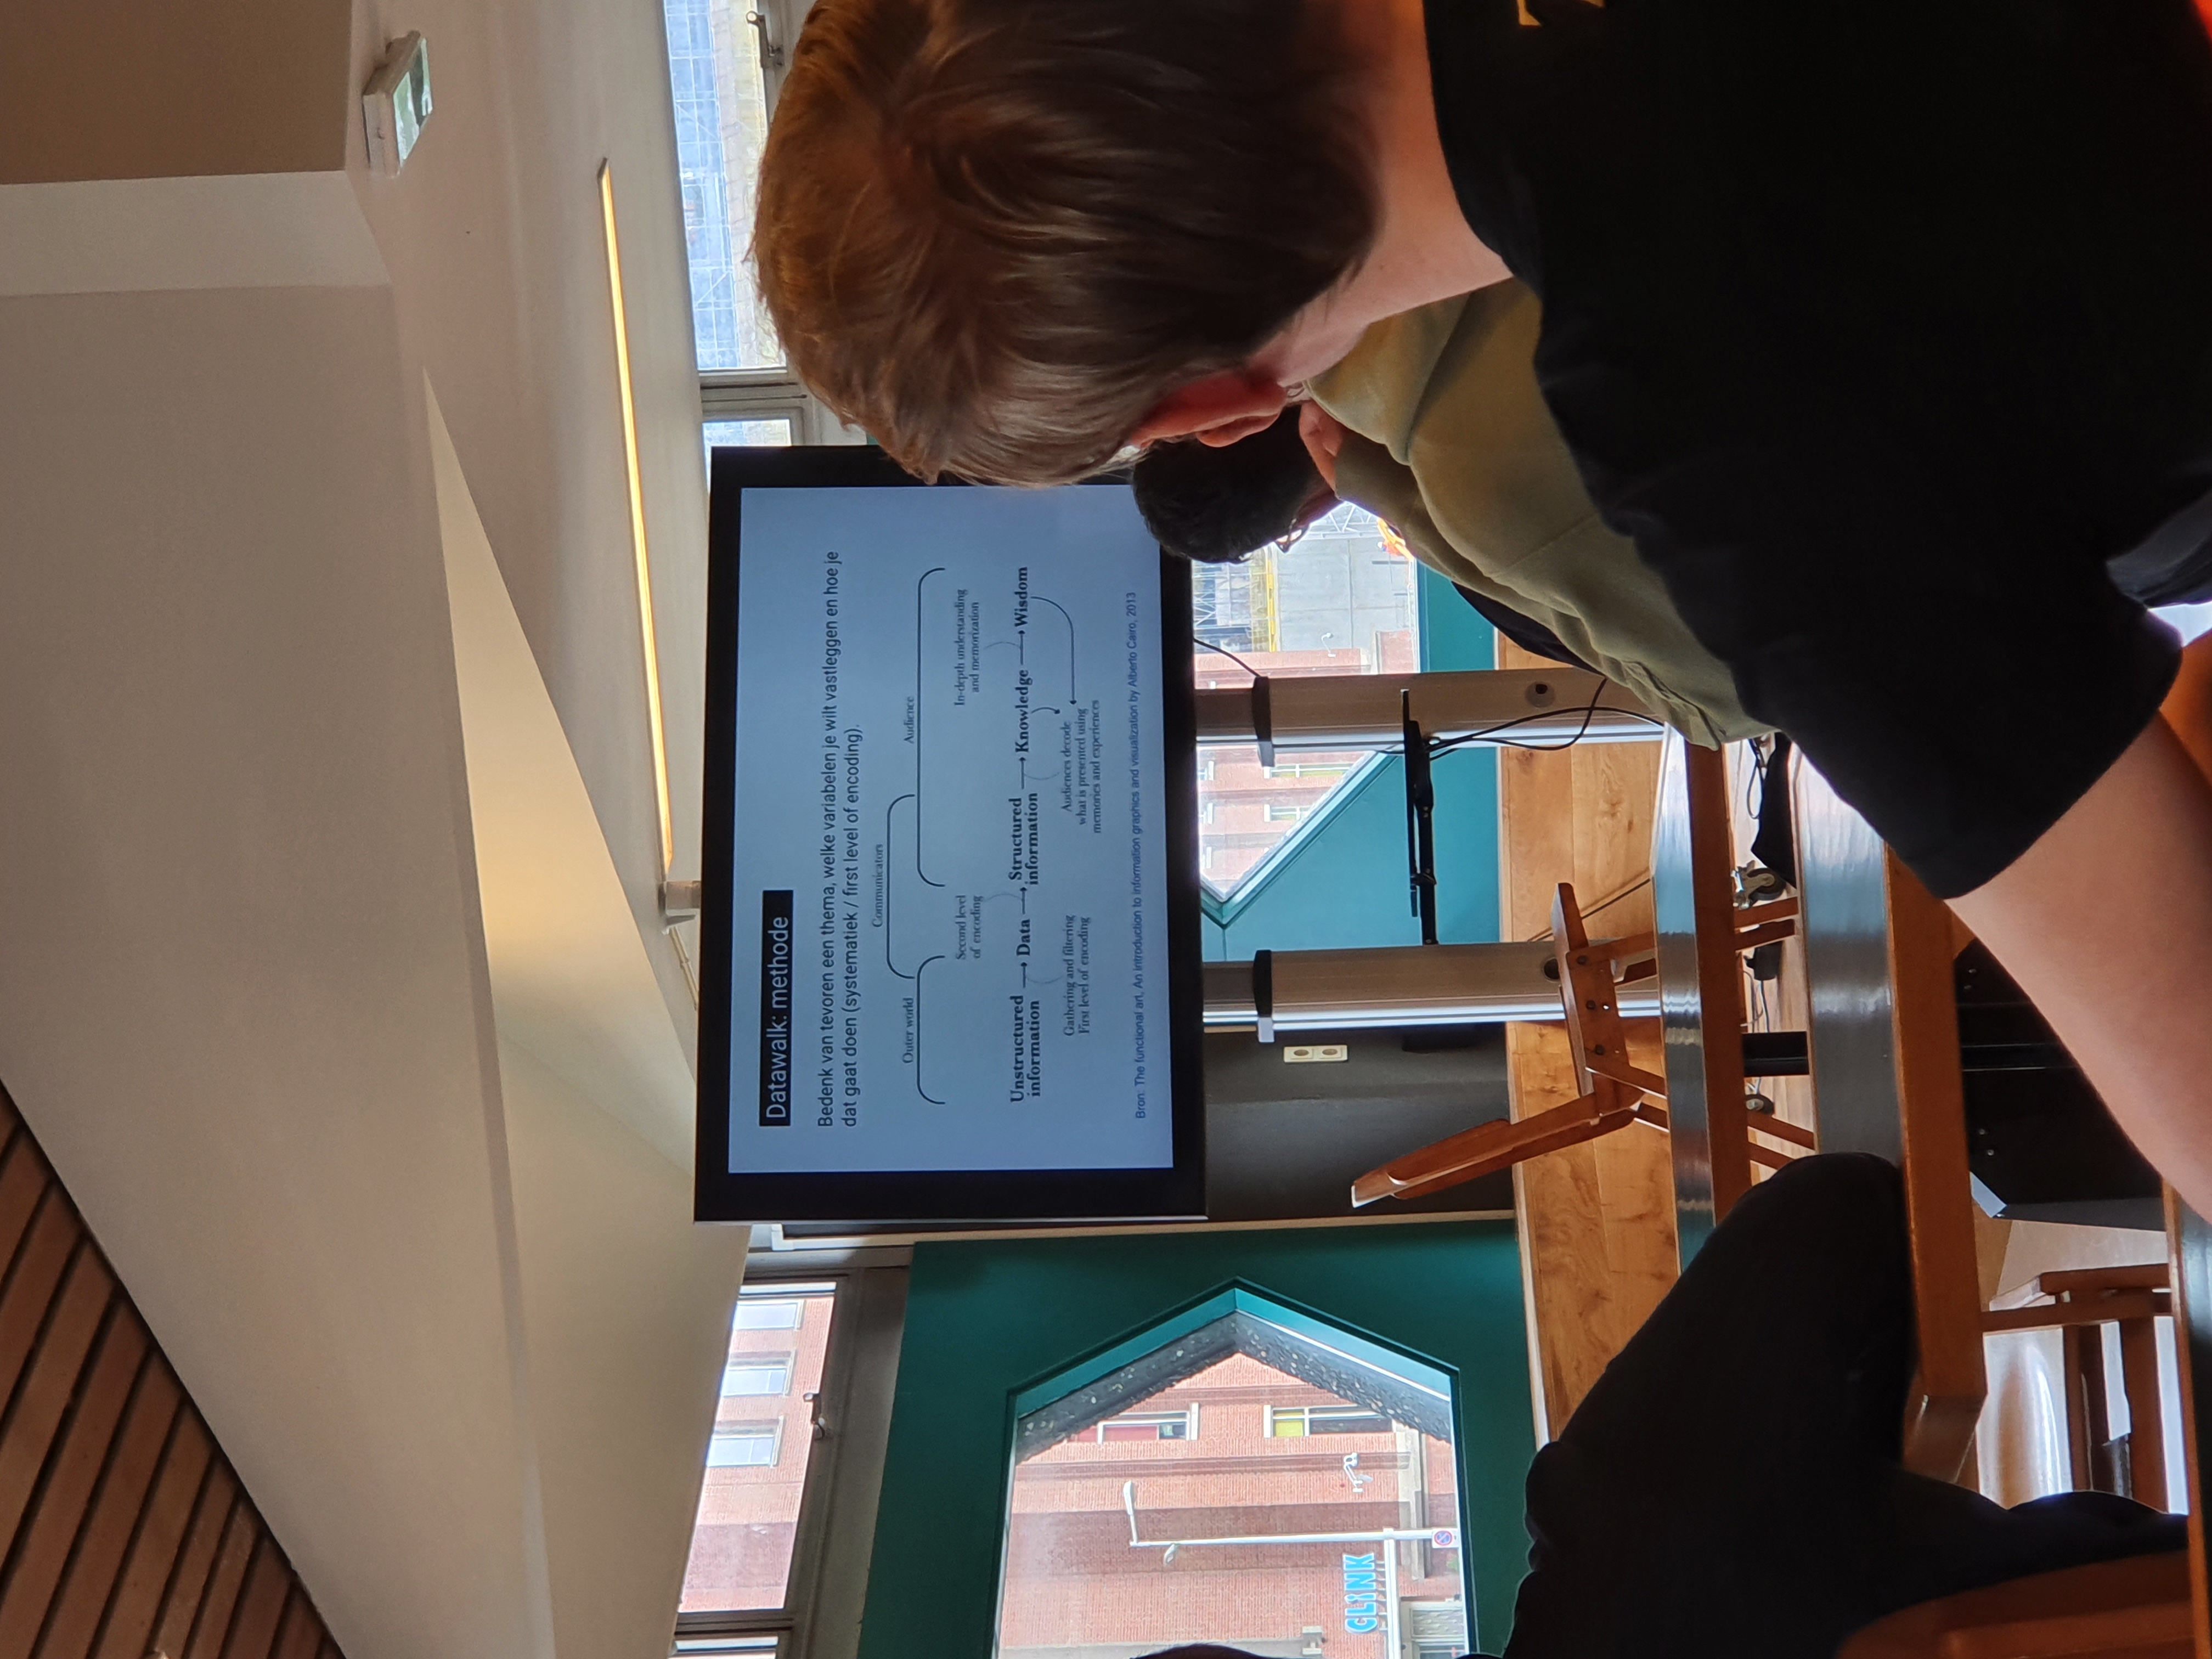 Datawalk: methode
Bedenk van tevoren een thema, welke variabelen je wilt vastleggen en hoe je
dat gaat doen (systematiek / first level of encoding).
Communicators
Outer world
Audience
Second level
of encoding
In-depth understanding
and memorization
Unstructured
information
Data
Structured
information
Knowledge
Wisdom
Gathering and filtering
First level of encoding
Audiences decode
what is presented using
memories and experiences
Bron: The functional art, An introduction to information graphics and visualization by Alberto Cairo, 2013
CLINK